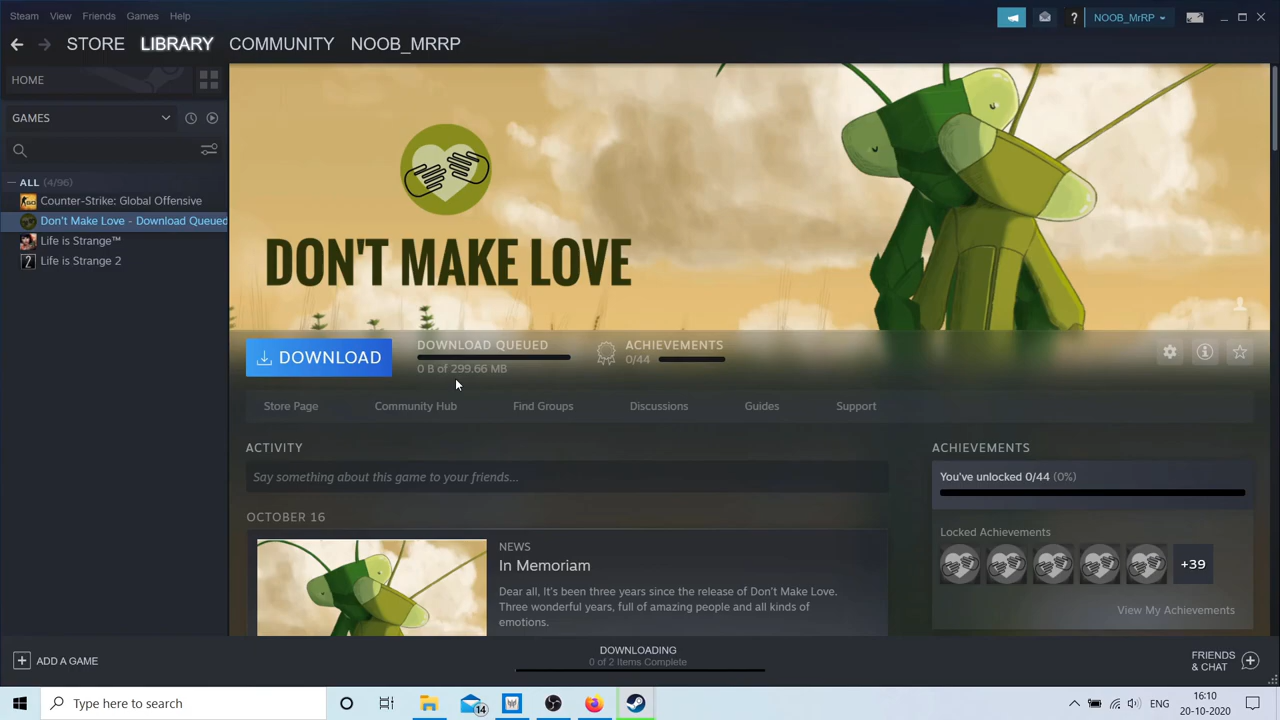 Steam View Friends Games Help
? NOOB_MrRP
STORE LIBRARY COMMUNITY NOOB_MRRP
HOME
GAMES
ALL (4/96)
Counter-Strike: Global Offensive
Don't Make Love - Download Queued
Life is Strange™
Life is Strange 2
DON'T MAKE LOVE
DOWNLOAD
DOWNLOAD QUEUED
0 B of 299.66 MB
ACHIEVEMENTS
0/44
Store Page Community Hub Find Groups Discussions Guides Support
ACTIVITY
Say something about this game to your friends...
OCTOBER 16
NEWS
In Memoriam
Dear all, It's been three years since the release of Don't Make Love.
Three wonderful years, full of amazing people and all kinds of
emotions.
ACHIEVEMENTS
You've unlocked 0/44 (0%)
Locked Achievements
+39
View My Achievements
ADD A GAME
DOWNLOADING
0 of 2 Items Complete
FRIENDS
& CHAT
Type here to search
14
ENG
16:10
20-10-2020